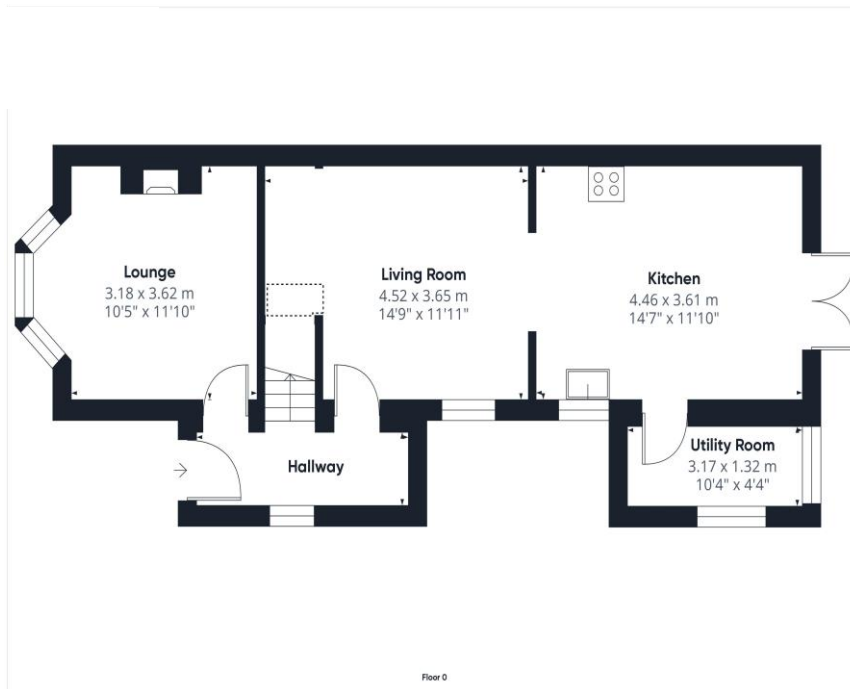 Lounge
3.18 x 3.62 m
10'5" x 11'10"
Living Room
4.52 x 3.65 m
14'9" x 11'11"
Kitchen
4.46 x 3.61 m
14'7" x 11'10"
Hallway
Utility Room
3.17 x 1.32 m
10'4" x 4'4"
Floor 0